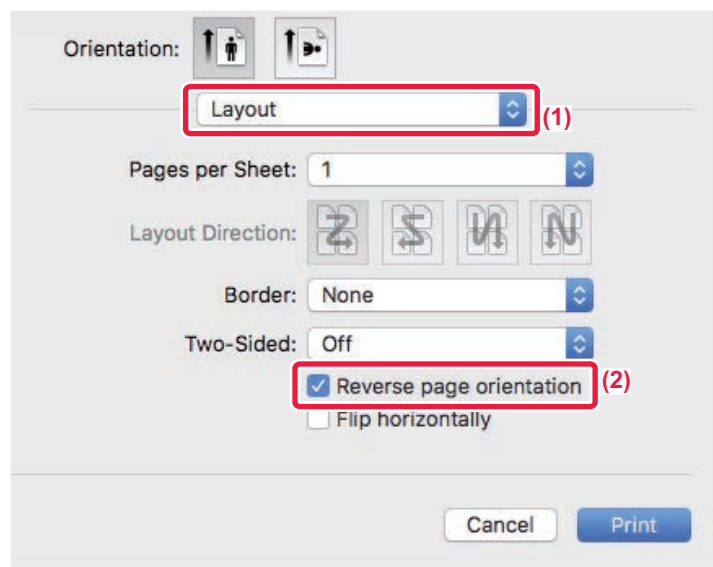 Orientation:
Layout
(1)
Pages per Sheet: 1
Layout Direction:
Border: None
Two-Sided: Off
Reverse page orientation
(2)
Flip horizontally
Cancel Print